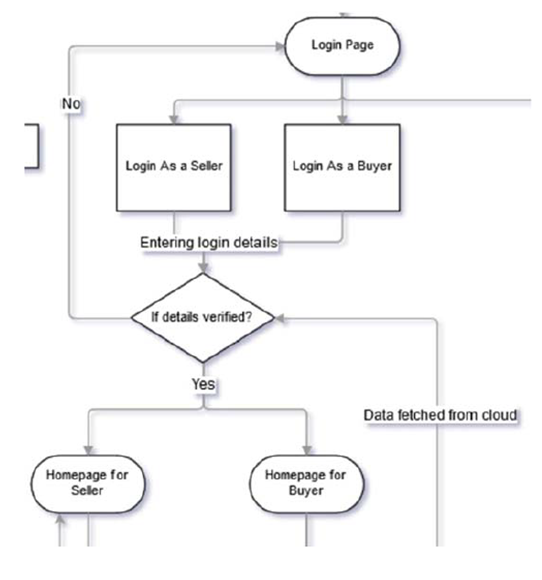 Login Page
No
Login As a Seller
Login As a Buyer
Entering login details
If details verified?
Yes
Data fetched from cloud
Homepage for
Seller
Homepage for
Buyer